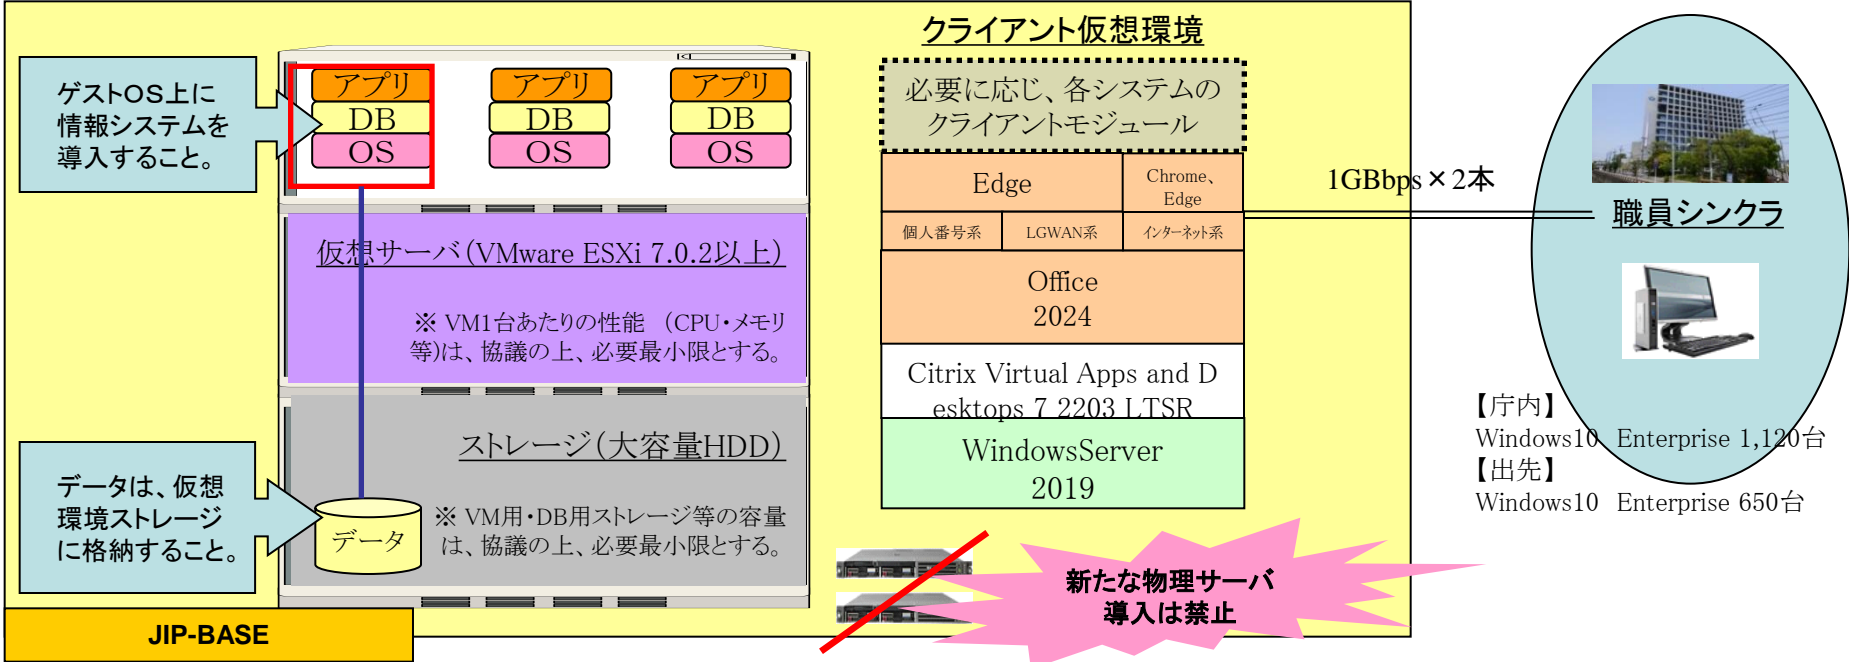 クライアント仮想環境
ゲストOS上に
情報システムを
導入すること。
アプリ
DB
OS
アプリ
DB
OS
アプリ
DB
OS
仮想サーバ(VMware ESXi 7.0.2以上)
※ VM1台あたりの性能 (CPU・メモリ
等)は、協議の上、必要最小限とする。
ストレージ(大容量HDD)
データは、仮想
環境ストレージ
に格納すること。
データ
※ VM用・DB用ストレージ等の容量
は、協議の上、必要最小限とする。
JIP-BASE
必要に応じ、各システムの
クライアントモジュール
Edge
Chrome、
Edge
個人番号系
LGWAN系
インターネット系
Office
2024
Citrix Virtual Apps and D
esktops 7 2203 LTSR
WindowsServer
2019
新たな物理サーバ
導入は禁止
1GBbps×2本
職員シンクラ
【庁内】
Windows10 Enterprise 1,120台
【出先】
Windows10 Enterprise 650台